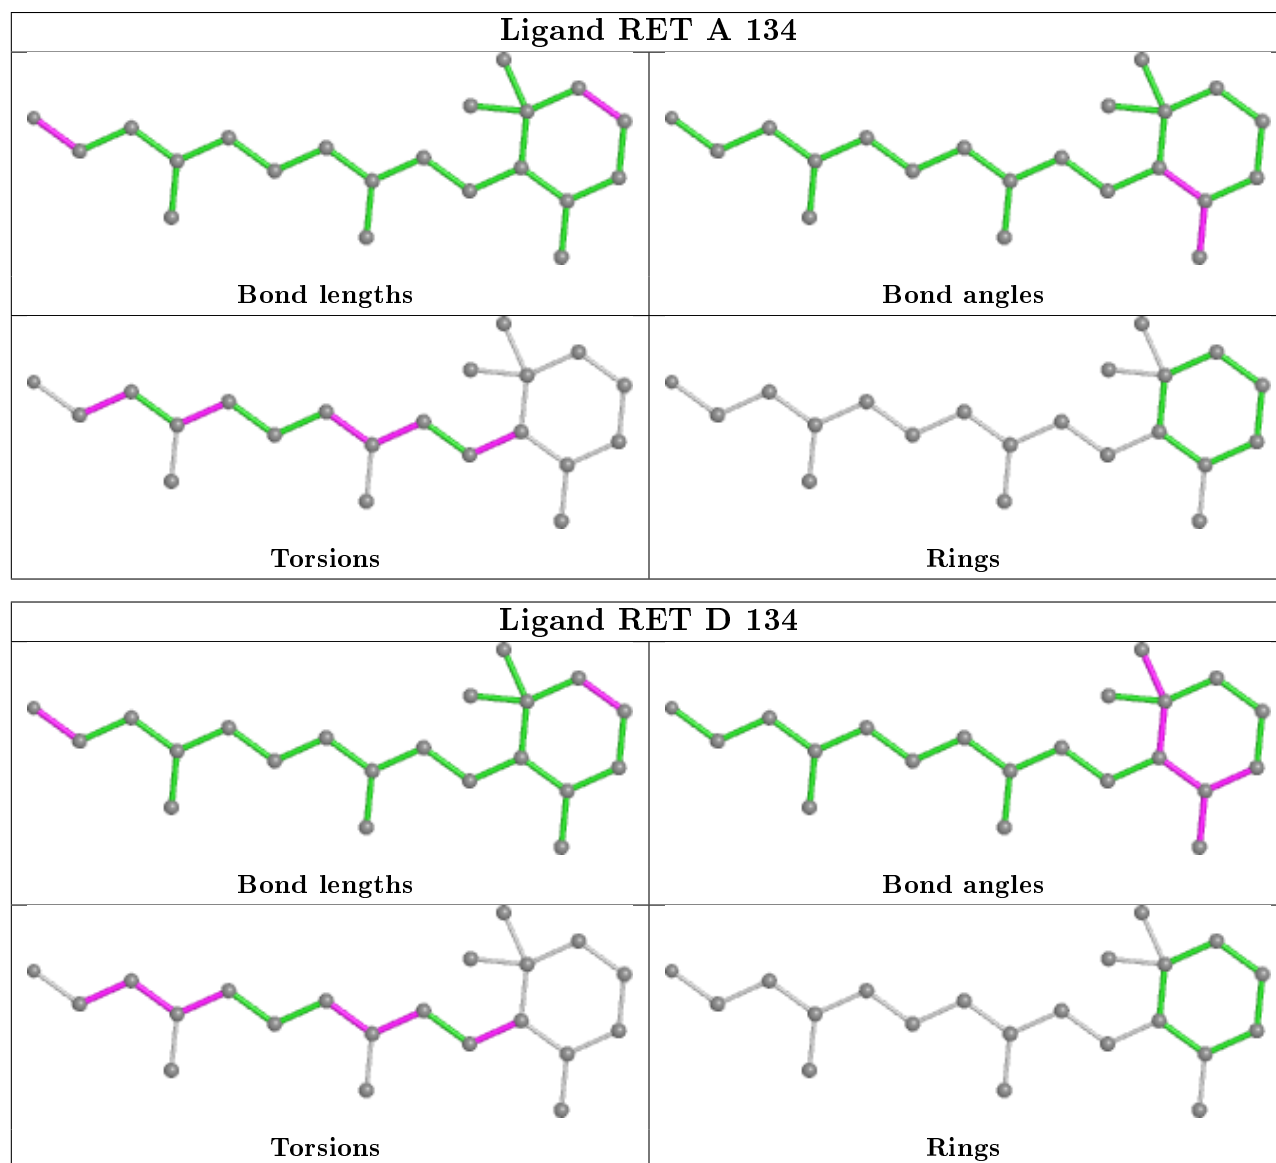 Ligand RET A 134
Bond lengths
Bond angles
Torsions
Rings
Ligand RET D 134
Bond lengths
Bond angles
Torsions
Rings